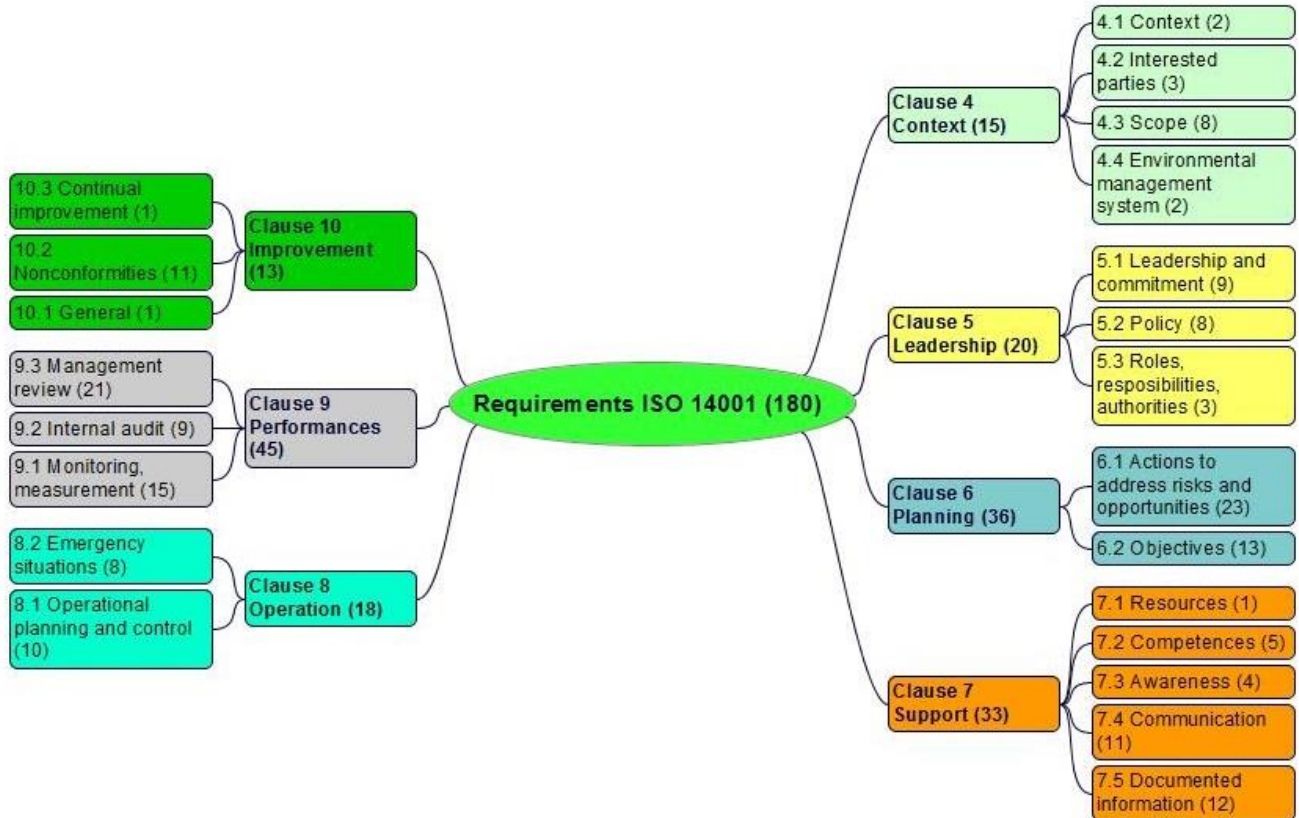 Requirements ISO 14001 (180)
Clause 4
Context (15)
4.1 Context (2)
4.2 Interested
parties (3)
4.3 Scope (8)
4.4 Environmental
management
system (2)
Clause 5
Leadership (20)
5.1 Leadership and
commitment (9)
5.2 Policy (8)
5.3 Roles,
resposibilities,
authorities (3)
Clause 6
Planning (36)
6.1 Actions to
address risks and
opportunities (23)
6.2 Objectives (13)
Clause 7
Support (33)
7.1 Resources (1)
7.2 Competences (5)
7.3 Awareness (4)
7.4 Communication
(11)
7.5 Documented
information (12)
Clause 10
Improvement
(13)
10.3 Continual
improvement (1)
10.2
Nonconformities (11)
10.1 General (1)
Clause 9
Performances
(45)
9.3 Management
review (21)
9.2 Internal audit (9)
9.1 Monitoring,
measurement (15)
Clause 8
Operation (18)
8.2 Emergency
situations (8)
8.1 Operational
planning and control
(10)